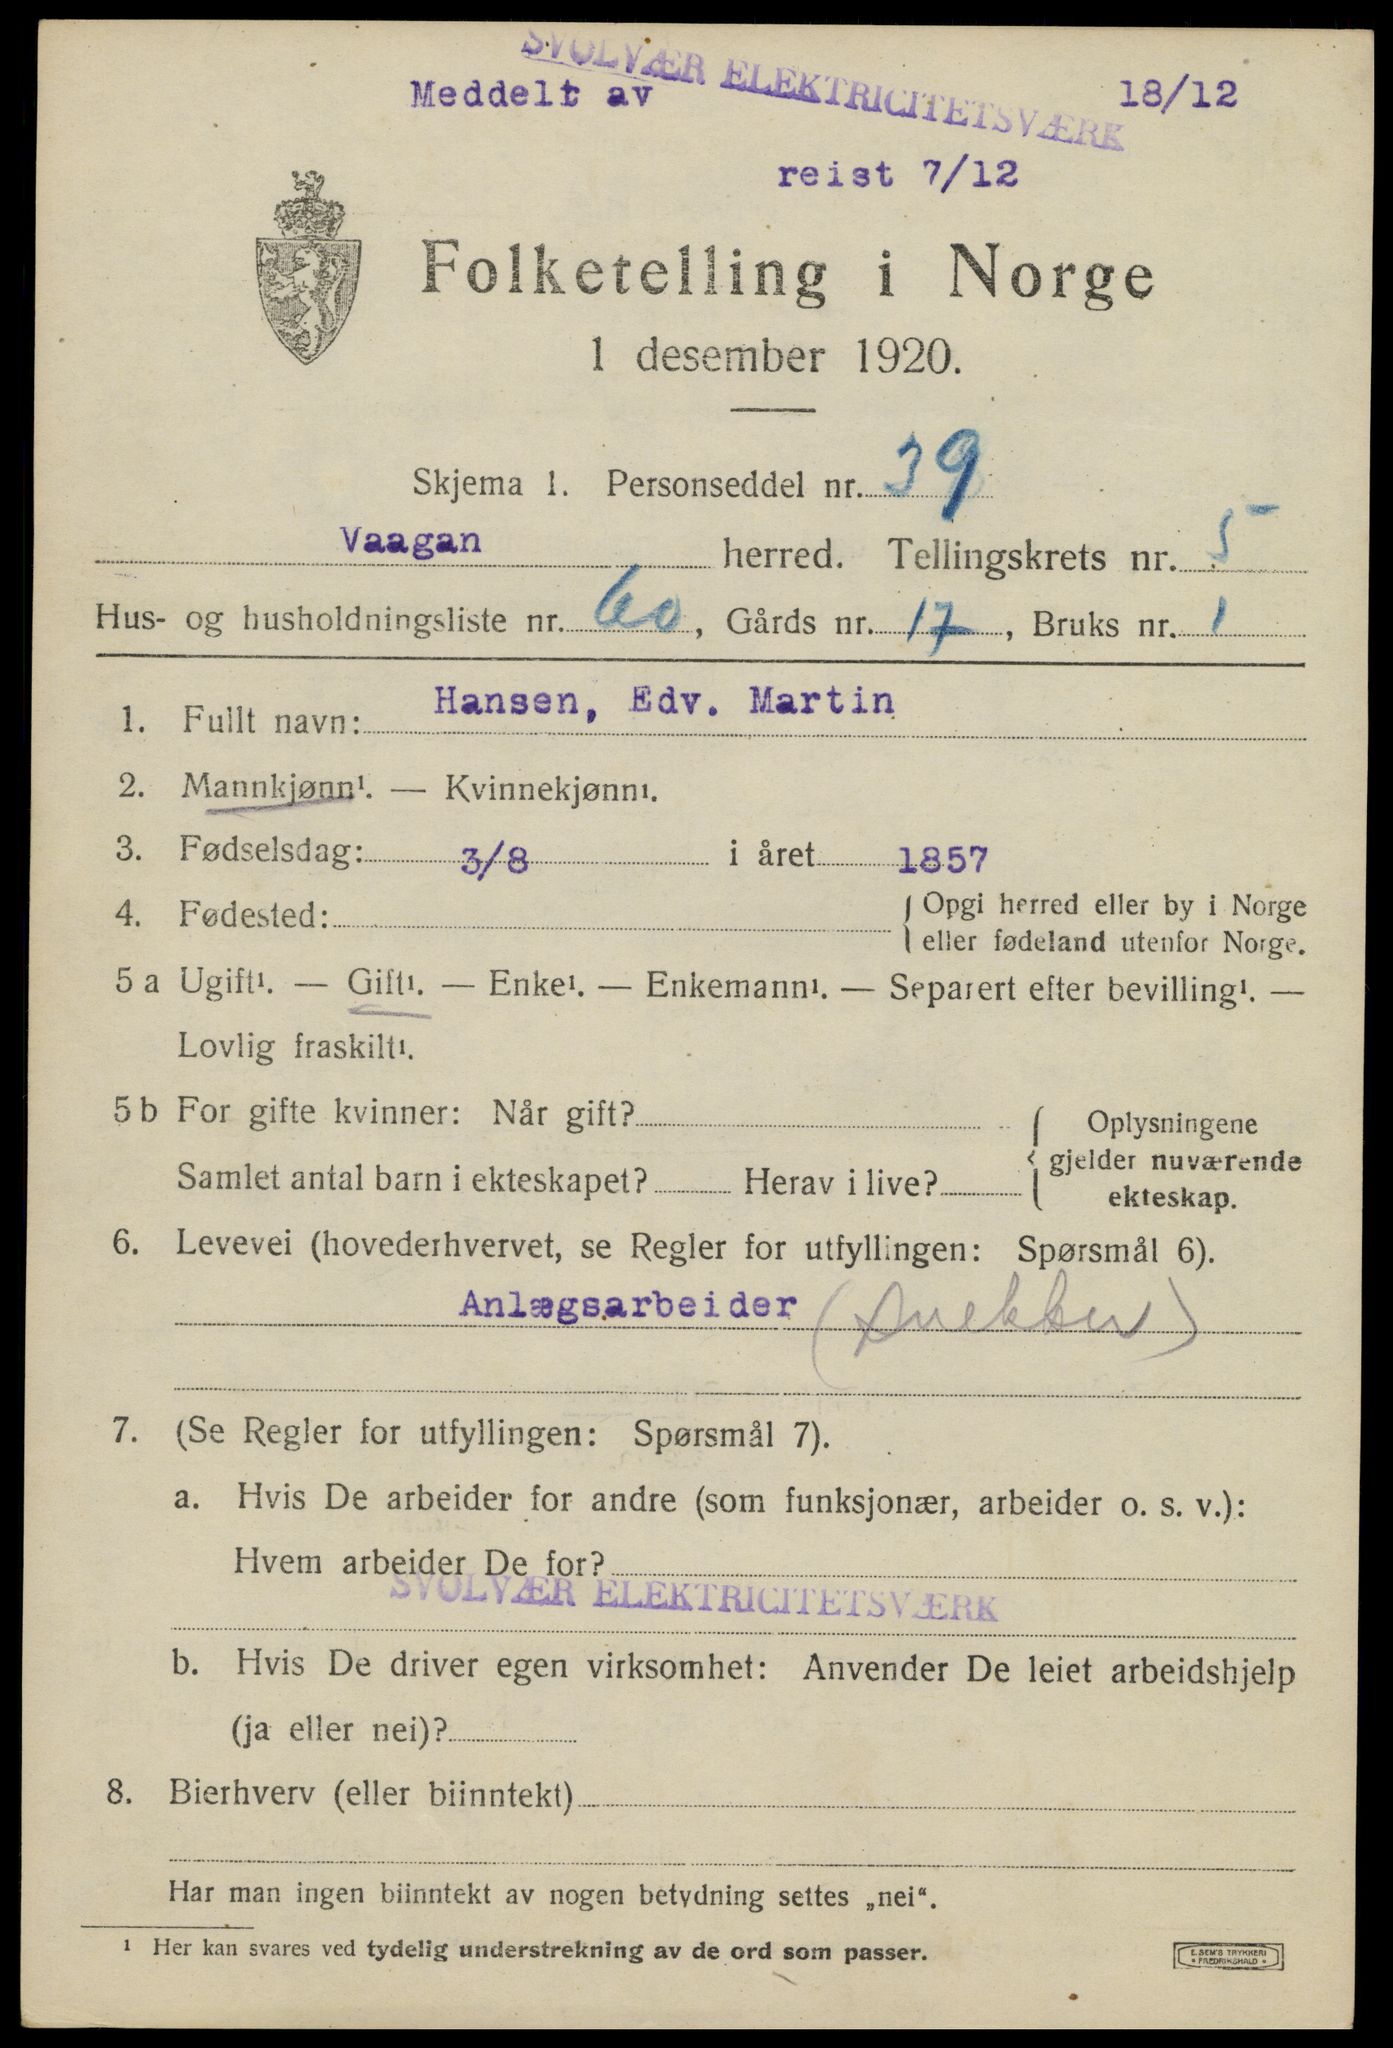 SVOLVÆR ELEKTRICITETSVÆRK
Meddelt av 18/12
reist 7/12
Folketelling i Norge
1 desember 1920.
Skjema 1. Personseddel nr. 39
Vaagan herred. Tellingskrets nr. 5
Hus- og husholdningsliste nr. 60, Gårds nr. 17, Bruks nr. 1
1. Fullt navn: Hansen, Edv. Martin
2. Mannkjønn¹. — Kvinnekjønn¹.
3. Fødselsdag: 3/8 i året 1857
4. Fødested: { Opgi herred eller by i Norge
eller fødeland utenfor Norge.
5 a Ugift¹. — Gift¹. — Enke¹. — Enkemann¹. — Separert efter bevilling¹. —
Lovlig fraskilt¹.
5 b For gifte kvinner: Når gift? { Oplysningene
gjelder nuværende
Samlet antal barn i ekteskapet? Herav i live? ekteskap.
6. Levevei (hovederhvervet, se Regler for utfyllingen: Spørsmål 6).
Anlægsarbeider
7. (Se Regler for utfyllingen: Spørsmål 7).
a. Hvis De arbeider for andre (som funksjonær, arbeider o. s. v.):
Hvem arbeider De for?
SVOLVÆR ELEKTRICITETSVÆRK
b. Hvis De driver egen virksomhet: Anvender De leiet arbeidshjelp
(ja eller nei)?
8. Bierhverv (eller biinntekt)
Har man ingen biinntekt av nogen betydning settes „nei“.
¹ Her kan svares ved tydelig understrekning av de ord som passer.
E. SEM'S TRYKKERI
• FREDRIKSHALD •